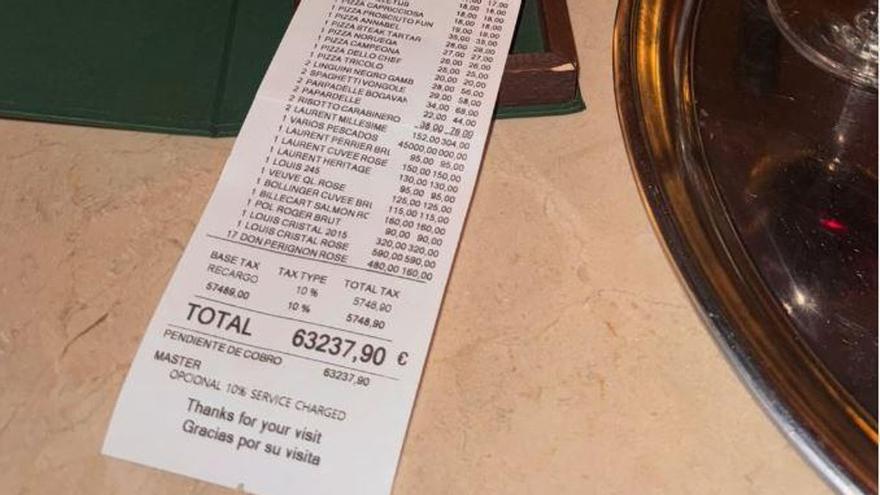 1 PIZZA CAPRICCIOSA 18,00 18,00
1 PIZZA PROSCIUTO FUN 18,00 18,00
1 PIZZA ANNABEL 19,00 19,00
1 PIZZA STEAK TARTAR 35,00 35,00
1 PIZZA NORUEGA 28,00 28,00
1 PIZZA CAMPEONA 26,00 26,00
1 PIZZA DELLO CHEF 25,00 25,00
1 PIZZA TRICOLO 20,00 20,00
2 LINGUINI NEGRO GAMB 28,00 56,00
2 SPAGHETTI VONGOLE 29,00 58,00
2 PARPADELLE BOGAVAN 34,00 68,00
2 PAPARDELLE 22,00 44,00
2 RISOTTO CARABINERO 38,00 76,00
2 LAURENT MILLESIME 152,00 304,00
1 VARIOS PESCADOS 45000,00 000,00
1 LAURENT PERRIER BRU 95,00 95,00
1 LAURENT CUVEE ROSE 150,00 150,00
1 LAURENT HERITAGE 130,00 130,00
1 LOUIS 245 95,00 95,00
1 VEUVE QL.ROSE 125,00 125,00
1 BOLLINGER CUVEE BRU 115,00 115,00
1 BILLECART SALMON RO 160,00 160,00
1 POL ROGER BRUT 90,00 90,00
1 LOUIS CRISTAL 2015 320,00 320,00
1 LOUIS CRISTAL ROSE 590,00 590,00
17 DON PERIGNON ROSE 480,00 160,00
BASE TAX TAX TYPE TOTAL TAX
RECARGO 10 % 5748,90
57489,00 10 % 5748,90
TOTAL 63237,90 €
PENDIENTE DE COBRO 63237,90
MASTER
OPCIONAL 10% SERVICE CHARGED
Thanks for your visit
Gracias por su visita